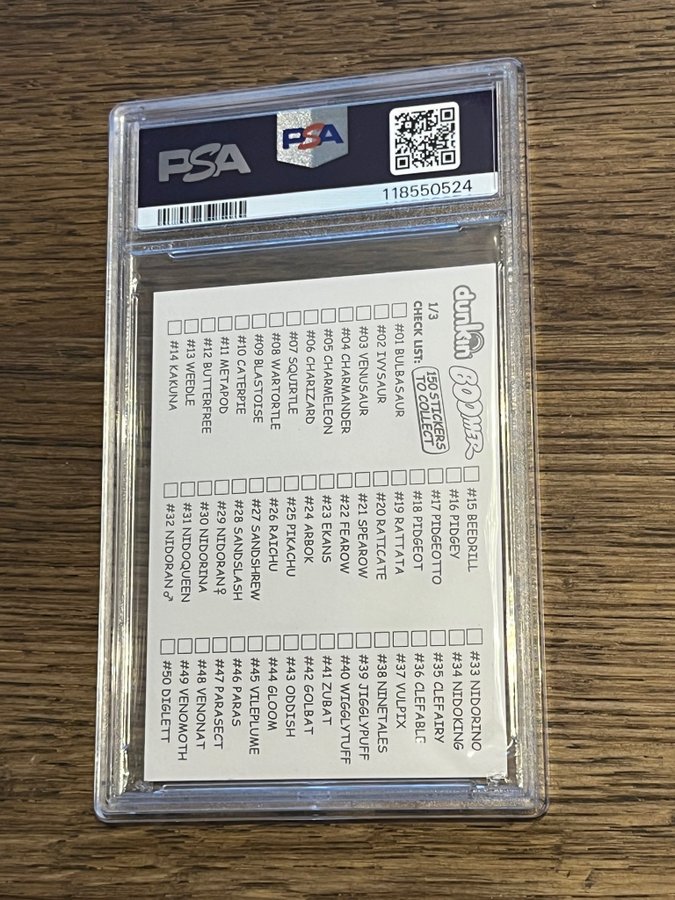 PSA
PSA
118550524
dunkin
BOOMER
1/3
CHECK LIST:
150 STICKERS
TO COLLECT
#01 BULBASAUR
#02 IVYSAUR
#03 VENUSAUR
#04 CHARMANDER
#05 CHARMELEON
#06 CHARIZARD
#07 SQUIRTLE
#08 WARTORTLE
#09 BLASTOISE
#10 CATERPIE
#11 METAPOD
#12 BUTTERFREE
#13 WEEDLE
#14 KAKUNA
#15 BEEDRILL
#16 PIDGEY
#17 PIDGEOTTO
#18 PIDGEOT
#19 RATTATA
#20 RATICATE
#21 SPEAROW
#22 FEAROW
#23 EKANS
#24 ARBOK
#25 PIKACHU
#26 RAICHU
#27 SANDSHREW
#28 SANDSLASH
#29 NIDORAN♀
#30 NIDORINA
#31 NIDOQUEEN
#32 NIDORAN♂
#33 NIDORINO
#34 NIDOKING
#35 CLEFAIRY
#36 CLEFABLE
#37 VULPIX
#38 NINETALES
#39 JIGGLYPUFF
#40 WIGGLYTUFF
#41 ZUBAT
#42 GOLBAT
#43 ODDISH
#44 GLOOM
#45 VILEPLUME
#46 PARAS
#47 PARASECT
#48 VENONAT
#49 VENOMOTH
#50 DIGLETT